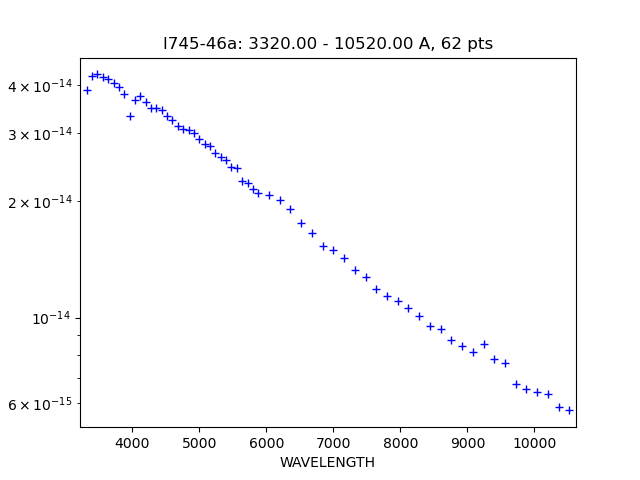 l745-46a: 3320.00 - 10520.00 A, 62 pts
4 × 10⁻¹⁴
3 × 10⁻¹⁴
2 × 10⁻¹⁴
10⁻¹⁴
6 × 10⁻¹⁵
4000 5000 6000 7000 8000 9000 10000
WAVELENGTH